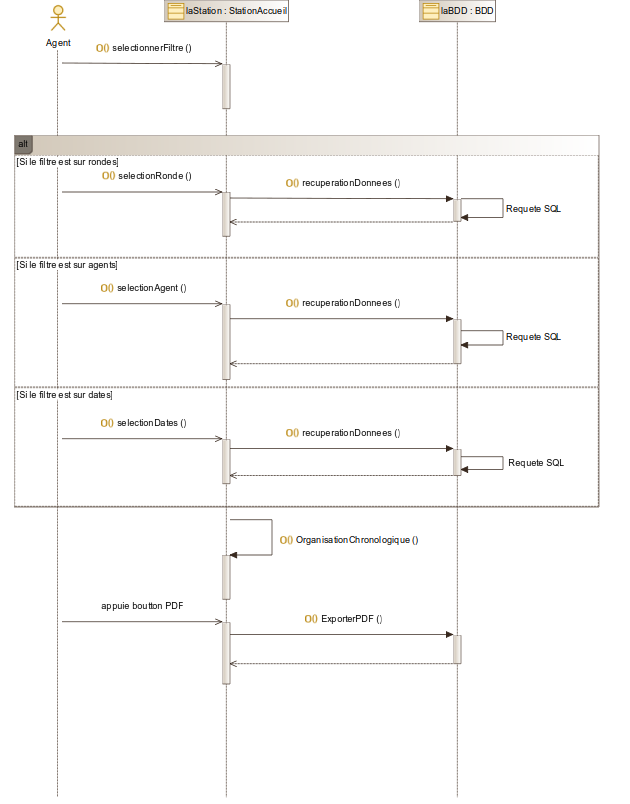 laStation : StationAccueil
laBDD : BDD
Agent
O() selectionnerFiltre ()
alt
[Si le filtre est sur rondes]
O() selectionRonde ()
O() recuperationDonnees ()
Requete SQL
[Si le filtre est sur agents]
O() selectionAgent ()
O() recuperationDonnees ()
Requete SQL
[Si le filtre est sur dates]
O() selectionDates ()
O() recuperationDonnees ()
Requete SQL
O() OrganisationChronologique ()
appuie boutton PDF
O() ExporterPDF ()